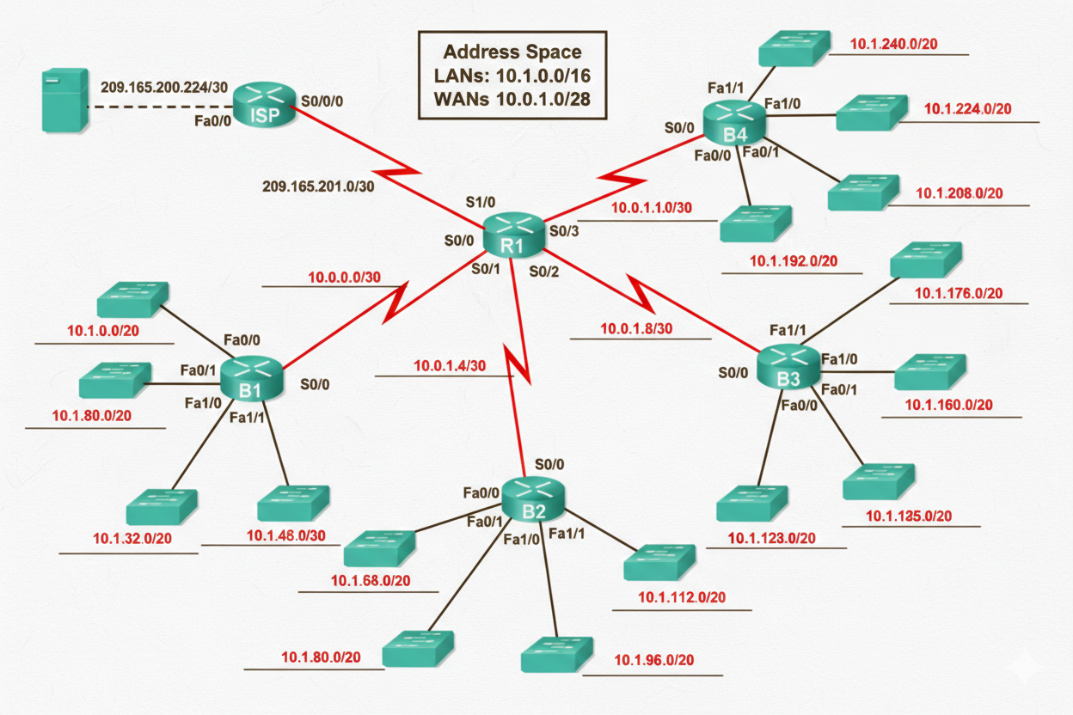 Address Space
LANs: 10.1.0.0/16
WANs 10.0.1.0/28
10.1.240.0/20
209.165.200.224/30
S0/0/0
ISP
Fa0/0
Fa1/1
Fa1/0
10.1.224.0/20
S0/0
B4
Fa0/0
Fa0/1
209.165.201.0/30
10.1.208.0/20
S1/0
10.0.1.1.0/30
S0/3
S0/0
R1
S0/1
S0/2
10.1.192.0/20
10.0.0.0/30
10.1.176.0/20
10.1.0.0/20
Fa0/0
10.0.1.8/30
Fa1/1
Fa0/1
B1
S0/0
10.0.1.4/30
S0/0
B3
Fa1/0
Fa0/1
Fa0/0
10.1.80.0/20
Fa1/0
Fa1/1
10.1.160.0/20
S0/0
Fa0/0
B2
Fa0/1
Fa1/0
Fa1/1
10.1.32.0/20
10.1.48.0/30
10.1.123.0/20
10.1.135.0/20
10.1.68.0/20
10.1.112.0/20
10.1.80.0/20
10.1.96.0/20